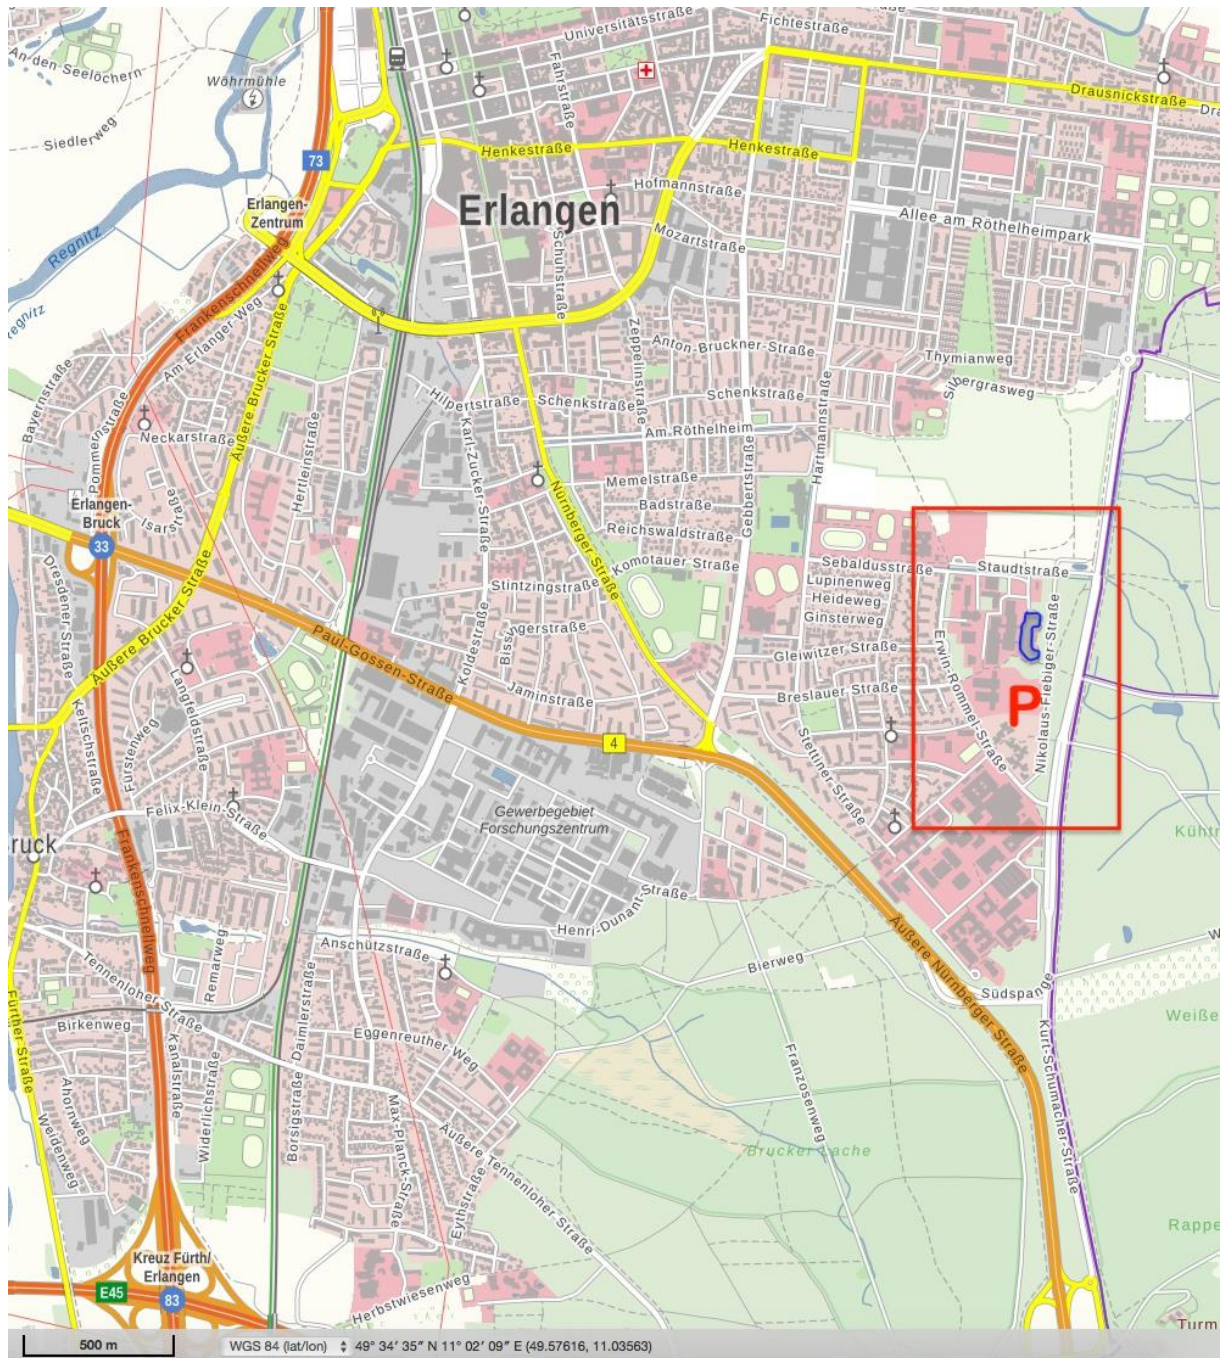 Fichtestraße
Universitätsstraße
An den Seelöchern
Wöhrmühle
Fahrstraße
Drausnickstraße
Dra
Siedlerweg
73
Henkestraße
Henkestraße
Erlangen-
Zentrum
Hofmannstraße
Erlangen
Allee am Röthelheimpark
Regnitz
Mozartstraße
Schuhstraße
Frankenschnellweg
Am Erlanger-Weg
egnitz
Zeppelinstraße
Anton-Bruckner-Straße
Thymianweg
Silbergrasweg
Bayernstraße
Äußere Brucker Straße
Hilpertstraße
Schenkstraße
Schenkstraße
Hartmannstraße
Am Röthelheim
Neckarstraße
Hertleinstraße
Karl-Zucker-Straße
Gebbertstraße
Memelstraße
Badstraße
Reichswaldstraße
Nürnberger Straße
Erlangen-
Bruck
33
Komotauer Straße
Sebaldusstraße
Staudtstraße
Lupinenweg
Heideweg
Ginsterweg
Stintzingstraße
Dresdener Straße
Äußere Brucker Straße
Paul-Gossen-Straße
Koldestraße
Gleiwitzer Straße
Erwin-Rommel-Straße
Nikolaus-Fiebiger-Straße
Langfeldstraße
Jaminstraße
Breslauer Straße
P
Keltschstraße
Fürstenweg
Stettiner-Straße
4
Felix-Klein-Straße
Gewerbegebiet
Forschungszentrum
ruck
Kühtr
Frankenschnellweg
Henri-Dunant-Straße
Äußere Nürnberger Straße
Anschützstraße
Bierweg
Tennenloher Straße
Remarweg
Südspange
W
Fürther Straße
Birkenweg
Weiße
Eggenreuther Weg
Kanalstraße
Widerlichstraße
Borsigstraße
Daimlerstraße
Franzosenweg
Kurt-Schumacher-Straße
Ahornweg
Weidenweg
Max-Planck-Straße
Äußere Tennenloher Straße
Brucker Lache
Eythstraße
Rappe
Kreuz Fürth/
Erlangen
E45
83
Herbstwiesenweg
Turm
500 m
WGS 84 (lat/lon) 49° 34′ 35″ N 11° 02′ 09″ E (49.57616, 11.03563)